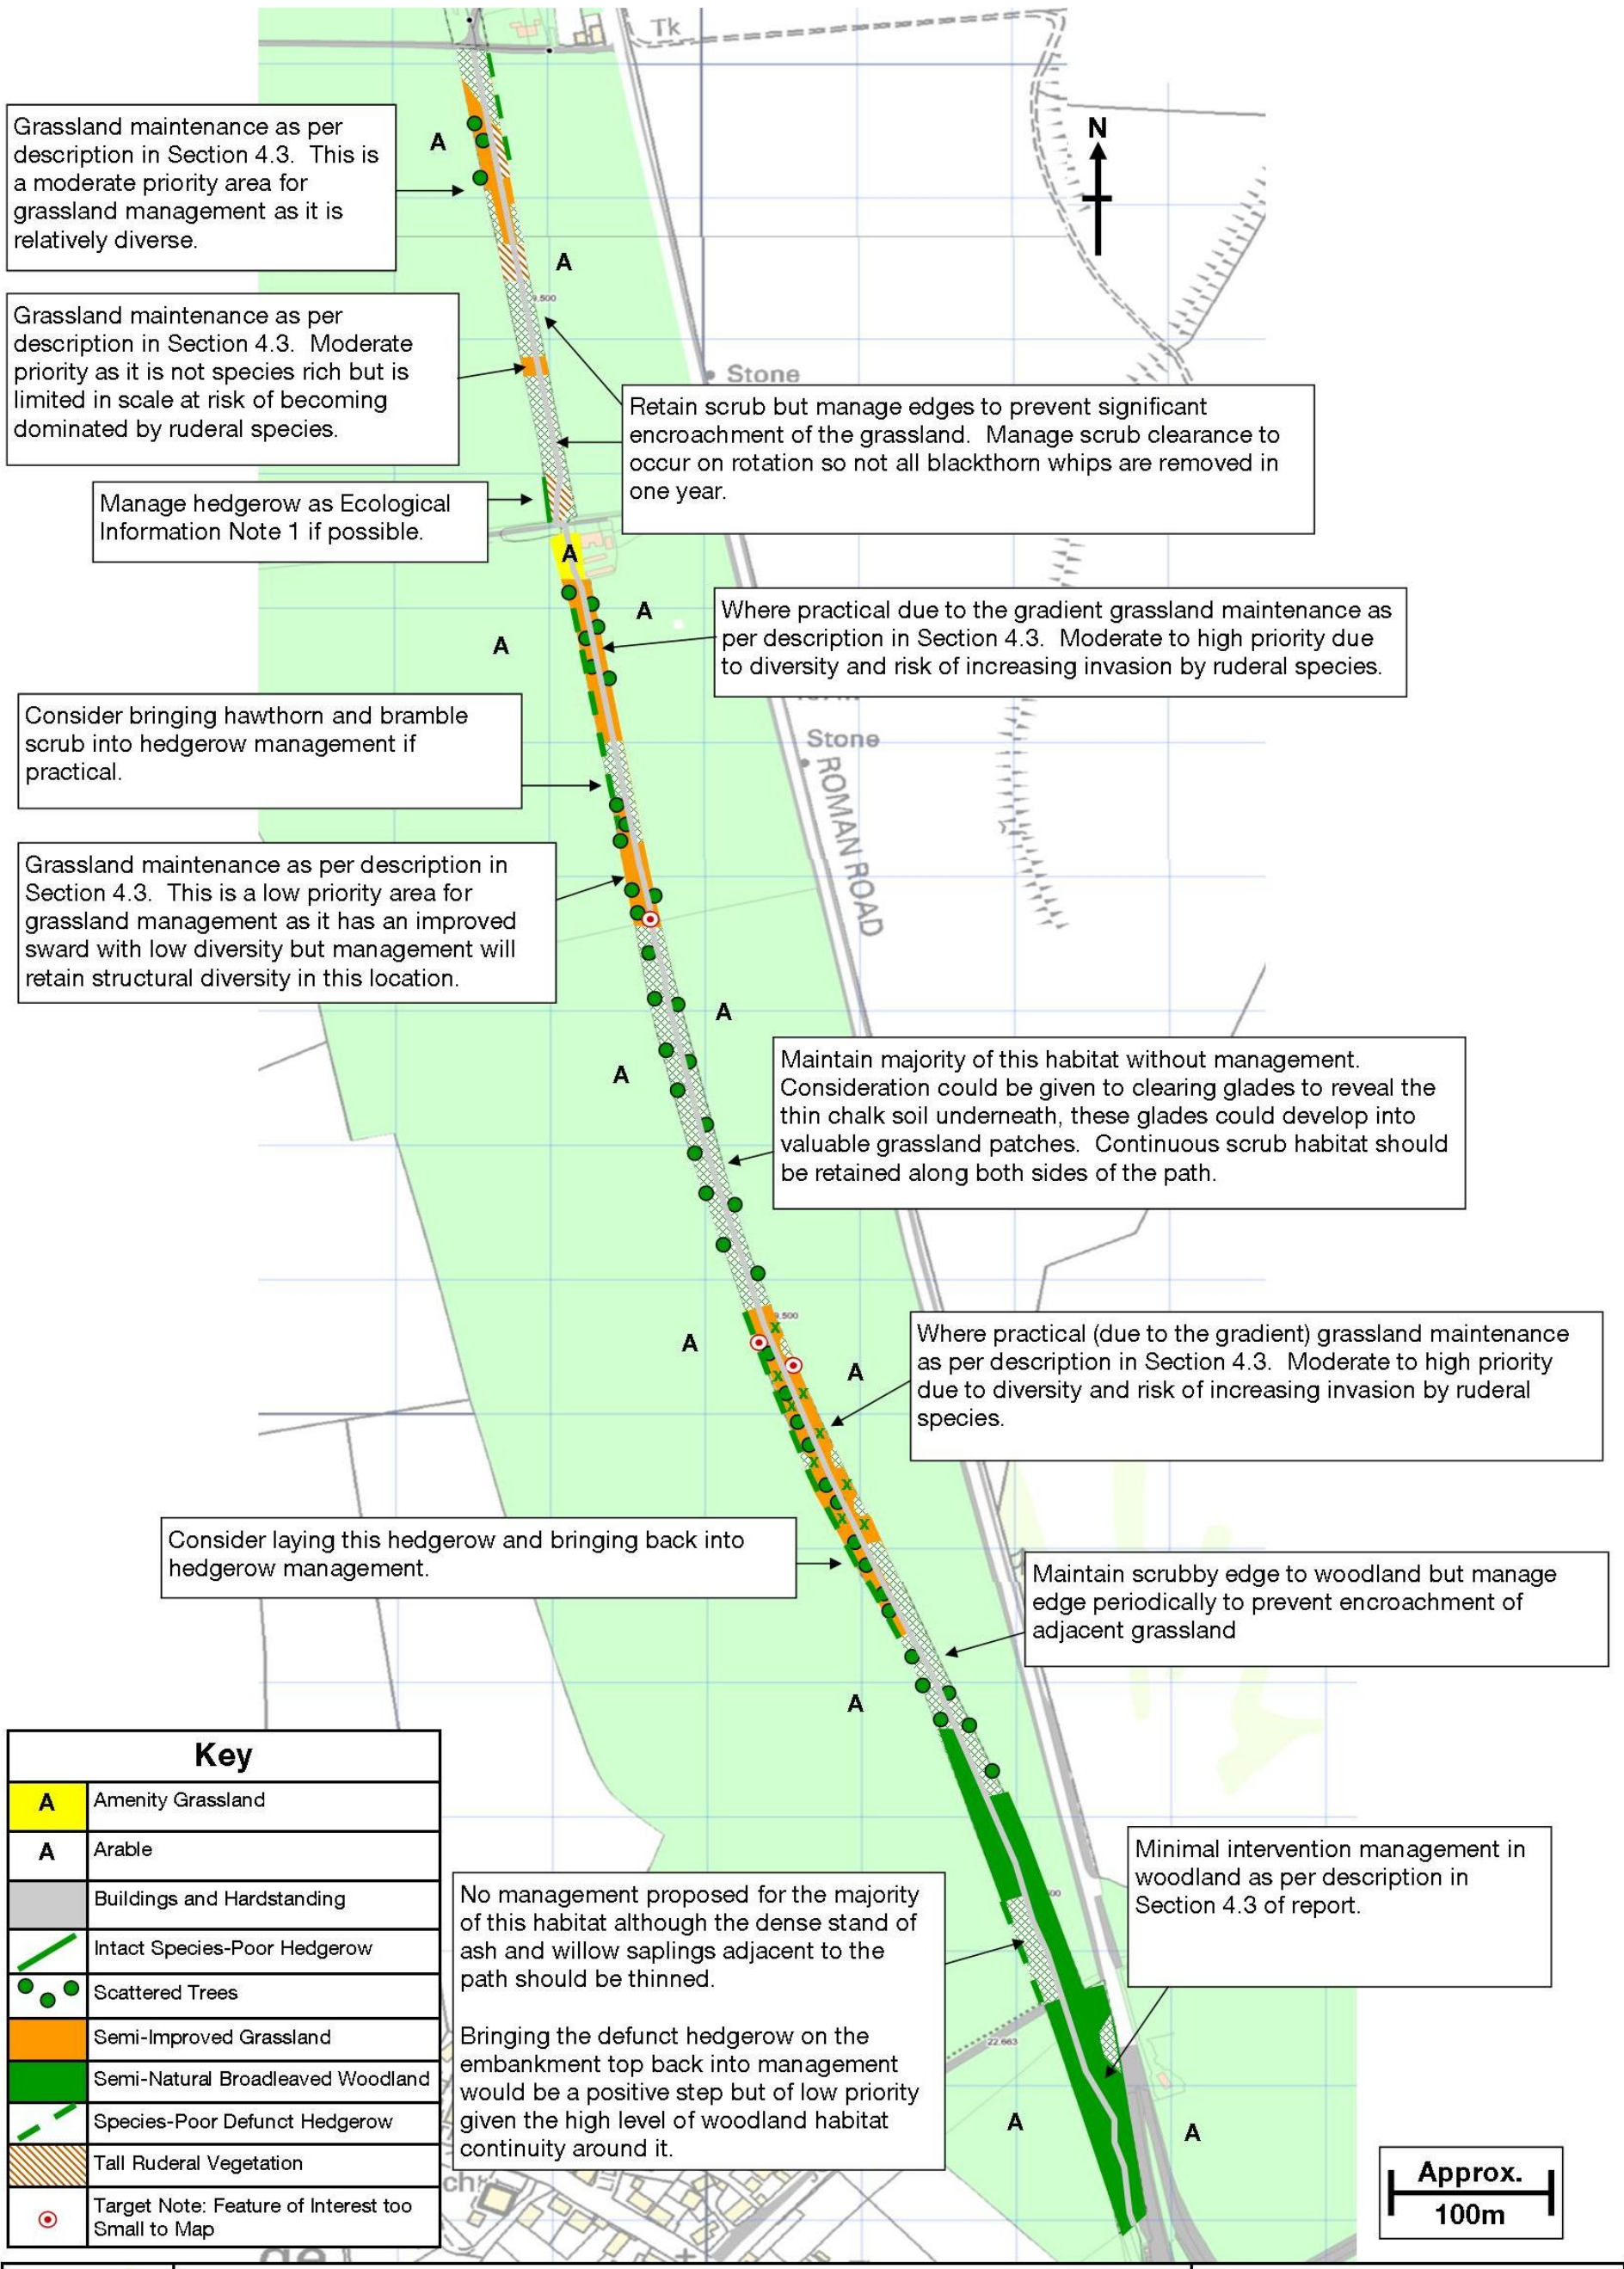 Tk
N
Grassland maintenance as per
description in Section 4.3.  This is
a moderate priority area for
grassland management as it is
relatively diverse.
A
A
9.500
Grassland maintenance as per
description in Section 4.3.  Moderate
priority as it is not species rich but is
limited in scale at risk of becoming
dominated by ruderal species.
Stone
Retain scrub but manage edges to prevent significant
encroachment of the grassland.  Manage scrub clearance to
occur on rotation so not all blackthorn whips are removed in
one year.
Manage hedgerow as Ecological
Information Note 1 if possible.
A
A
A
Where practical due to the gradient grassland maintenance as
per description in Section 4.3.  Moderate to high priority due
to diversity and risk of increasing invasion by ruderal species.
Consider bringing hawthorn and bramble
scrub into hedgerow management if
practical.
Stone
ROMAN ROAD
Grassland maintenance as per description in
Section 4.3.  This is a low priority area for
grassland management as it has an improved
sward with low diversity but management will
retain structural diversity in this location.
A
A
Maintain majority of this habitat without management.
Consideration could be given to clearing glades to reveal the
thin chalk soil underneath, these glades could develop into
valuable grassland patches.  Continuous scrub habitat should
be retained along both sides of the path.
9.500
A
A
Where practical (due to the gradient) grassland maintenance
as per description in Section 4.3.  Moderate to high priority
due to diversity and risk of increasing invasion by ruderal
species.
x
x
x
x
x
x
x
x
x
Consider laying this hedgerow and bringing back into
hedgerow management.
Maintain scrubby edge to woodland but manage
edge periodically to prevent encroachment of
adjacent grassland
A
Key
A Amenity Grassland
A Arable
Buildings and Hardstanding
Intact Species-Poor Hedgerow
Scattered Trees
Semi-Improved Grassland
Semi-Natural Broadleaved Woodland
Species-Poor Defunct Hedgerow
Tall Ruderal Vegetation
Target Note: Feature of Interest too
Small to Map
No management proposed for the majority
of this habitat although the dense stand of
ash and willow saplings adjacent to the
path should be thinned.
Bringing the defunct hedgerow on the
embankment top back into management
would be a positive step but of low priority
given the high level of woodland habitat
continuity around it.
Minimal intervention management in
woodland as per description in
Section 4.3 of report.
22.663
A
A
Approx.
100m